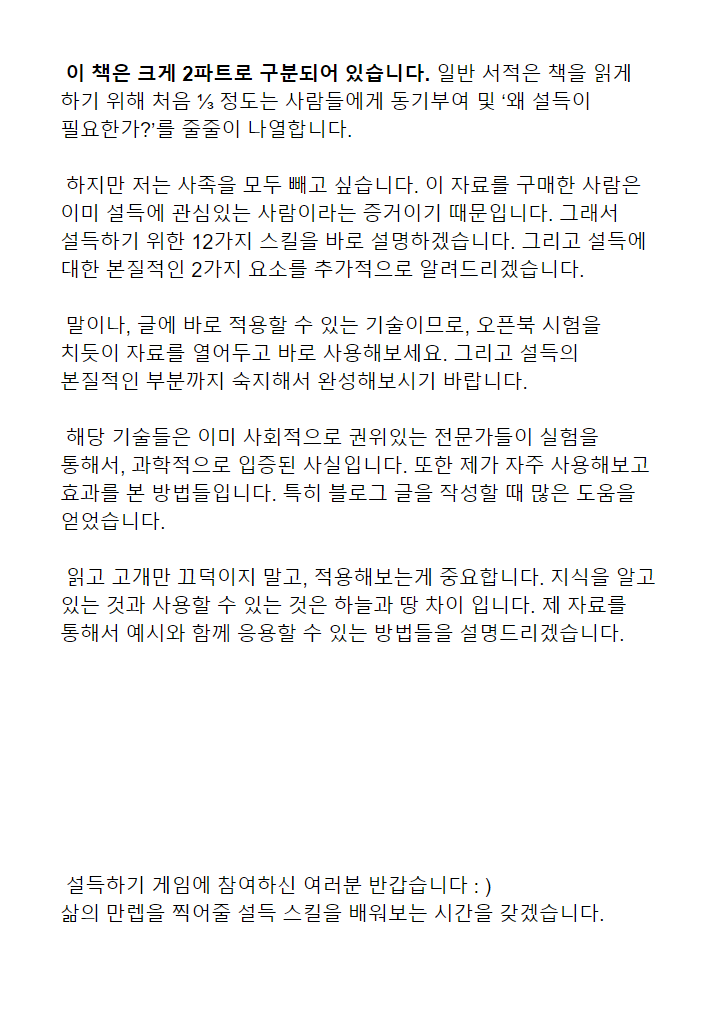 이 책은 크게 2파트로 구분되어 있습니다. 일반 서적은 책을 읽게
하기 위해 처음 ⅓ 정도는 사람들에게 동기부여 및 ‘왜 설득이
필요한가?’를 줄줄이 나열합니다.
하지만 저는 사족을 모두 빼고 싶습니다. 이 자료를 구매한 사람은
이미 설득에 관심있는 사람이라는 증거이기 때문입니다. 그래서
설득하기 위한 12가지 스킬을 바로 설명하겠습니다. 그리고 설득에
대한 본질적인 2가지 요소를 추가적으로 알려드리겠습니다.
말이나, 글에 바로 적용할 수 있는 기술이므로, 오픈북 시험을
치듯이 자료를 열어두고 바로 사용해보세요. 그리고 설득의
본질적인 부분까지 숙지해서 완성해보시기 바랍니다.
해당 기술들은 이미 사회적으로 권위있는 전문가들이 실험을
통해서, 과학적으로 입증된 사실입니다. 또한 제가 자주 사용해보고
효과를 본 방법들입니다. 특히 블로그 글을 작성할 때 많은 도움을
얻었습니다.
읽고 고개만 끄덕이지 말고, 적용해보는게 중요합니다. 지식을 알고
있는 것과 사용할 수 있는 것은 하늘과 땅 차이 입니다. 제 자료를
통해서 예시와 함께 응용할 수 있는 방법들을 설명드리겠습니다.
설득하기 게임에 참여하신 여러분 반갑습니다 : )
삶의 만렙을 찍어줄 설득 스킬을 배워보는 시간을 갖겠습니다.